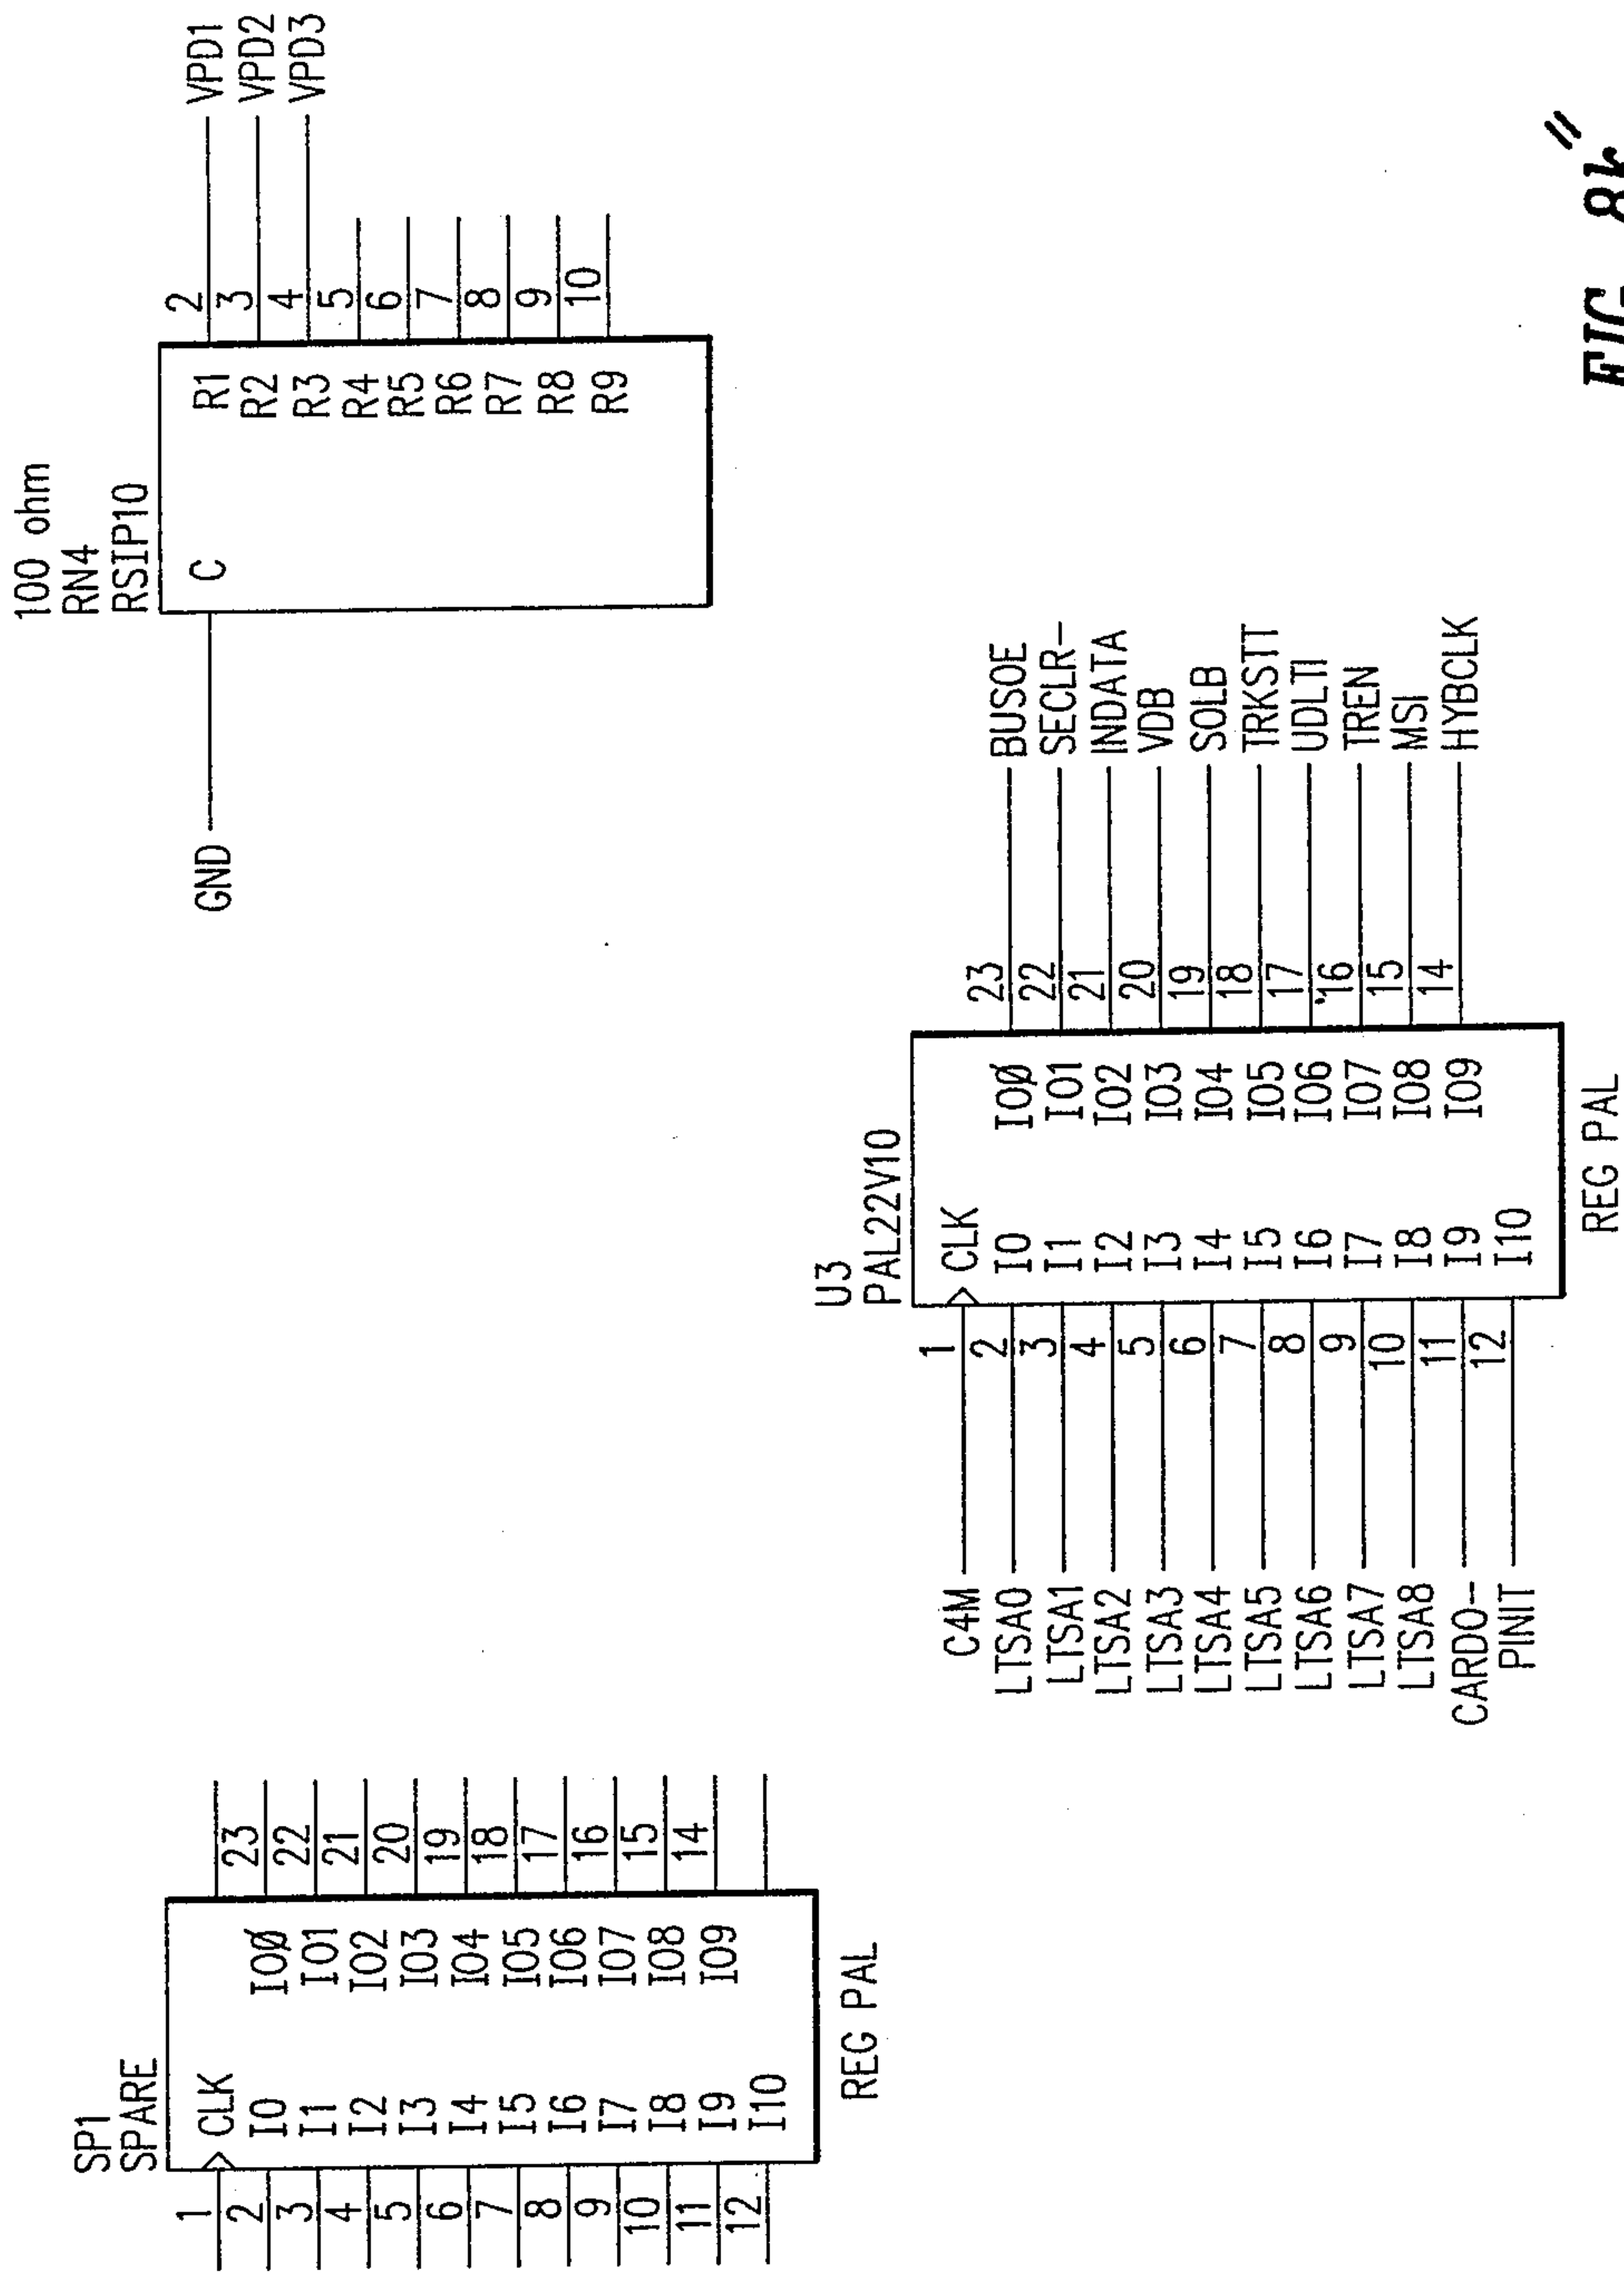 SP1
SPARE
1 CLK
2 I0 IOØ 23
3 I1 IO1 22
4 I2 IO2 21
5 I3 IO3 20
6 I4 IO4 19
7 I5 IO5 18
8 I6 IO6 17
9 I7 IO7 16
10 I8 IO8 15
11 I9 IO9 14
12 I10
REG PAL
100 ohm
RN4
RSIP10
GND C R1 2 VPD1
R2 3 VPD2
R3 4 VPD3
R4 5
R5 6
R6 7
R7 8
R8 9
R9 10
U3
PAL22V10
C4M 1 CLK
LTSA0 2 I0 IOØ 23 BUSOE
LTSA1 3 I1 IO1 22 SECLR-
LTSA2 4 I2 IO2 21 INDATA
LTSA3 5 I3 IO3 20 VDB
LTSA4 6 I4 IO4 19 SOLB
LTSA5 7 I5 IO5 18 TRKSTT
LTSA6 8 I6 IO6 17 UDLTI
LTSA7 9 I7 IO7 16 TREN
LTSA8 10 I8 IO8 15 MSI
CARDO- 11 I9 IO9 14 HYBCLK
PINIT 12 I10
REG PAL
FIG. 8k"